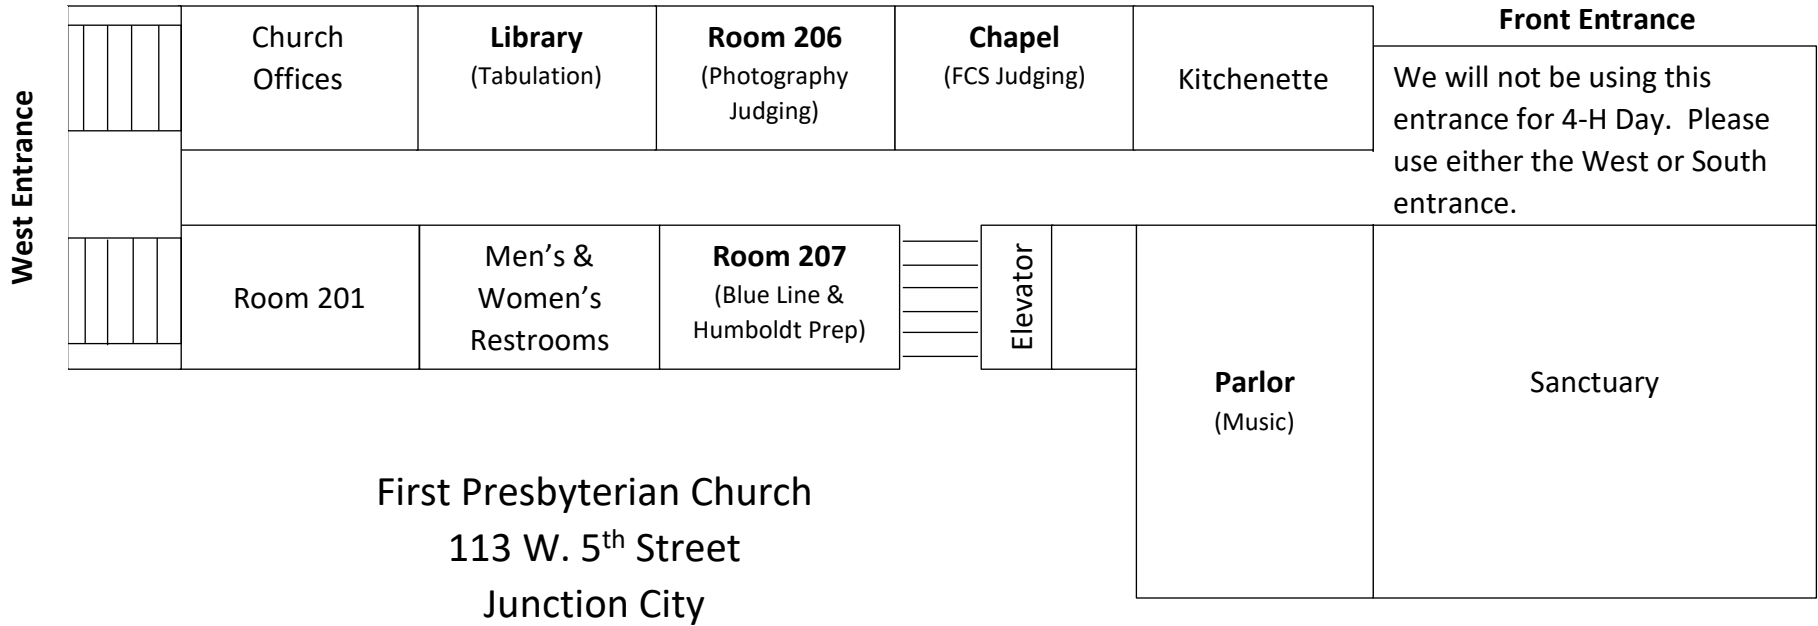 West Entrance
Church
Offices
Library
(Tabulation)
Room 206
(Photography
Judging)
Chapel
(FCS Judging)
Kitchenette
Front Entrance
We will not be using this
entrance for 4-H Day.  Please
use either the West or South
entrance.
Room 201
Men’s &
Women’s
Restrooms
Room 207
(Blue Line &
Humboldt Prep)
Elevator
Parlor
(Music)
Sanctuary
First Presbyterian Church
113 W. 5th Street
Junction City